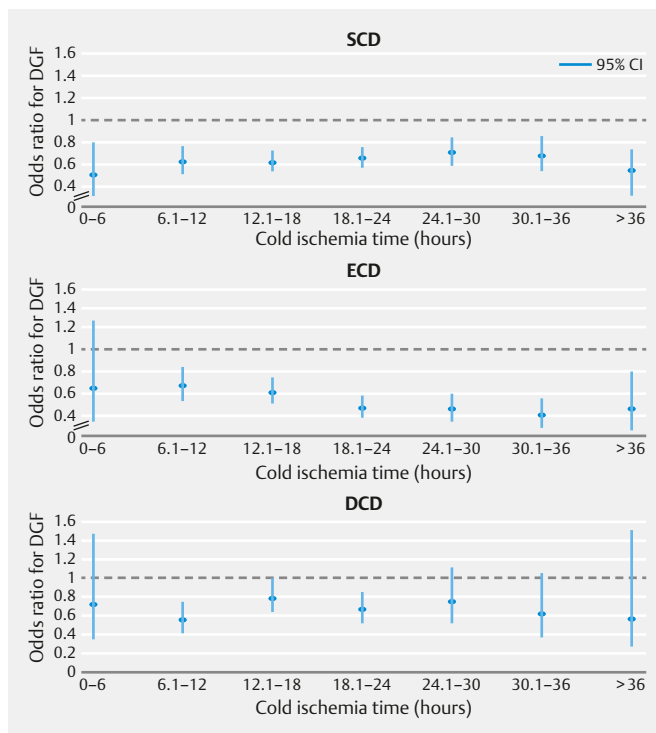 SCD
95% CI
Odds ratio for DGF
1.6
1.4
1.2
1
0.8
0.6
0.4
0
0–6 6.1–12 12.1–18 18.1–24 24.1–30 30.1–36 >36
Cold ischemia time (hours)
ECD
Odds ratio for DGF
1.6
1.4
1.2
1
0.8
0.6
0.4
0
0–6 6.1–12 12.1–18 18.1–24 24.1–30 30.1–36 >36
Cold ischemia time (hours)
DCD
Odds ratio for DGF
1.6
1.4
1.2
1
0.8
0.6
0.4
0.2
0
0–6 6.1–12 12.1–18 18.1–24 24.1–30 30.1–36 >36
Cold ischemia time (hours)